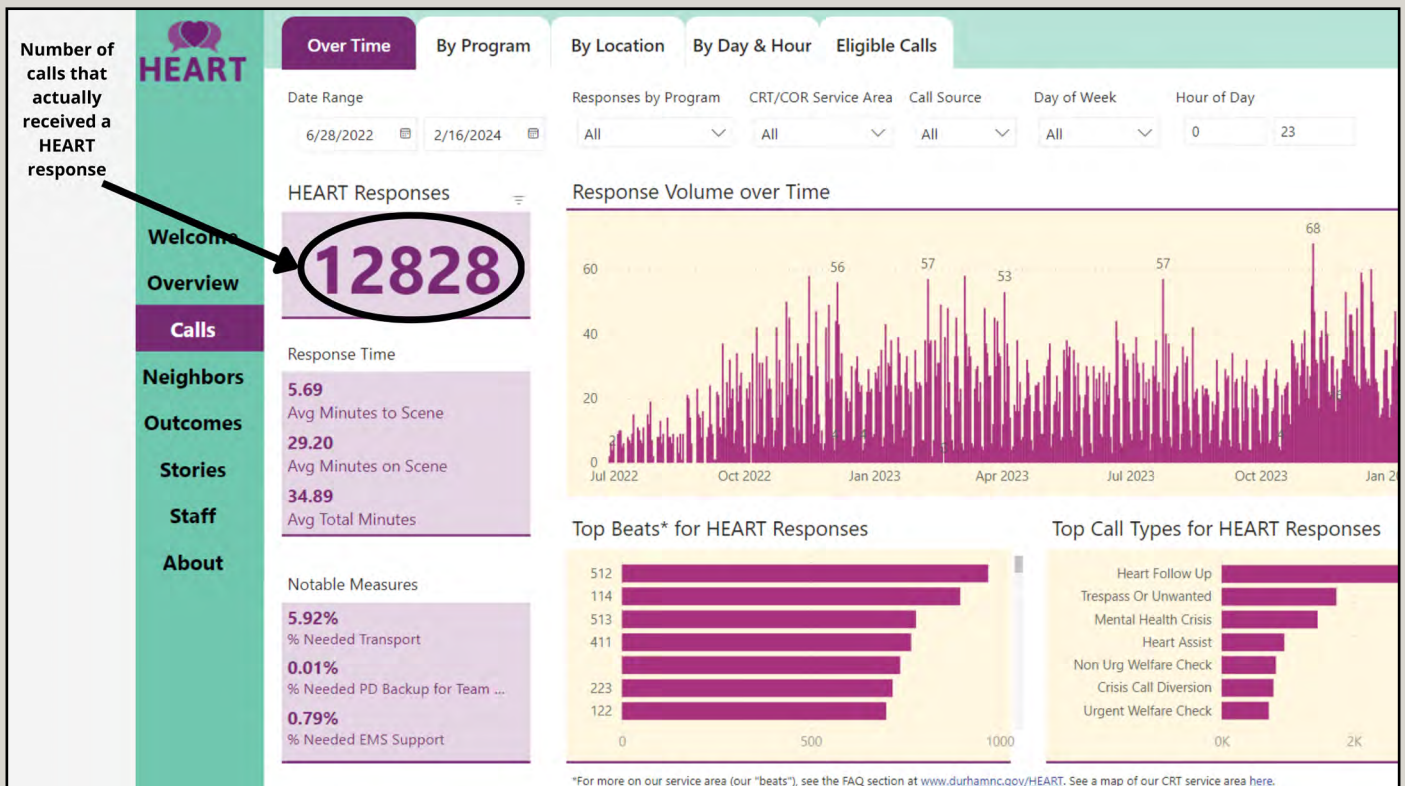 Number of
calls that
actually
received a
HEART
response
HEART
Welcome
Overview
Calls
Neighbors
Outcomes
Stories
Staff
About
Over Time
By Program
By Location
By Day & Hour
Eligible Calls
Date Range
6/28/2022
2/16/2024
Responses by Program
All
CRT/COR Service Area
All
Call Source
All
Day of Week
All
Hour of Day
0
23
HEART Responses
12828
Response Time
5.69
Avg Minutes to Scene
29.20
Avg Minutes on Scene
34.89
Avg Total Minutes
Notable Measures
5.92%
% Needed Transport
0.01%
% Needed PD Backup for Team ...
0.79%
% Needed EMS Support
Response Volume over Time
60
40
20
0
56
57
53
57
68
Jul 2022
Oct 2022
Jan 2023
Apr 2023
Jul 2023
Oct 2023
Jan 2
Top Beats* for HEART Responses
512
114
513
411
223
122
0
500
1000
Top Call Types for HEART Responses
Heart Follow Up
Trespass Or Unwanted
Mental Health Crisis
Heart Assist
Non Urg Welfare Check
Crisis Call Diversion
Urgent Welfare Check
0K
2K
*For more on our service area (our "beats"), see the FAQ section at www.durhamnc.gov/HEART. See a map of our CRT service area here.